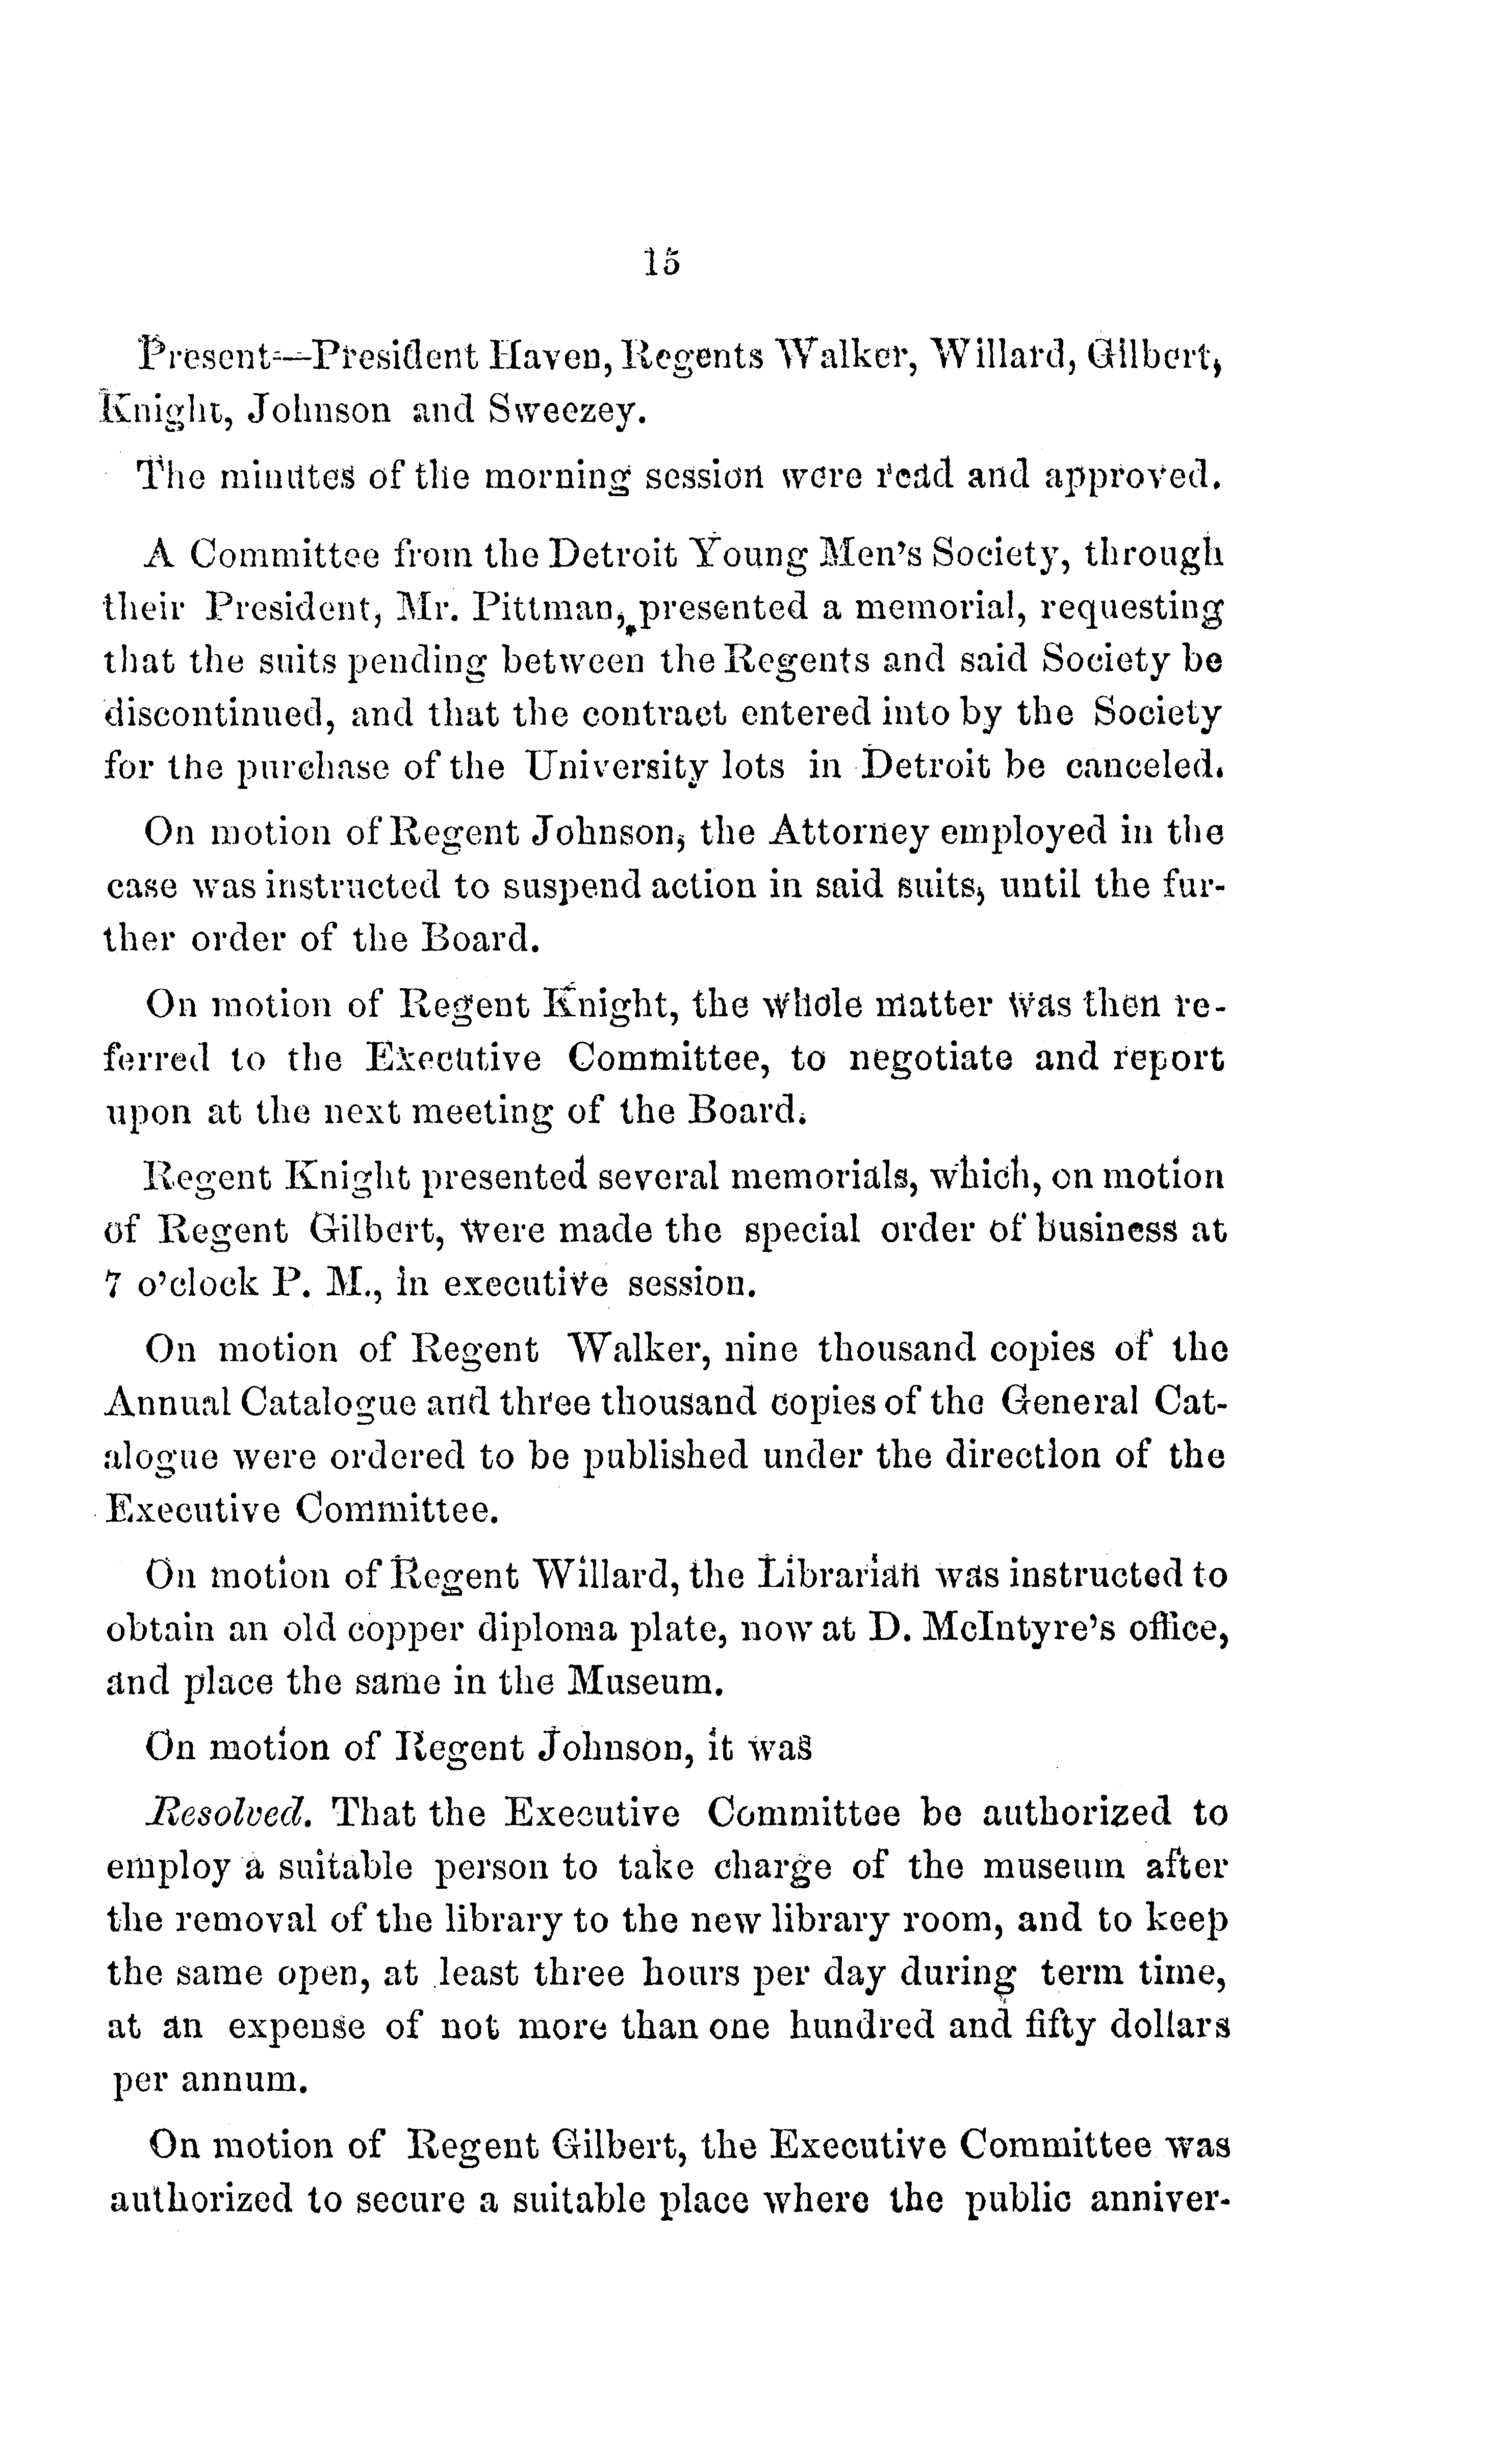 15
Present—President Haven, Regents Walker, Willard, Gilbert,
Knight, Johnson and Sweezey.
The minutes of the morning session were read and approved.
A Committee from the Detroit Young Men's Society, through
their President, Mr. Pittman, presented a memorial, requesting
that the suits pending between the Regents and said Society be
discontinued, and that the contract entered into by the Society
for the purchase of the University lots in Detroit be canceled.
On motion of Regent Johnson, the Attorney employed in the
case was instructed to suspend action in said suits, until the fur-
ther order of the Board.
On motion of Regent Knight, the whole matter was then re-
ferred to the Executive Committee, to negotiate and report
upon at the next meeting of the Board.
Regent Knight presented several memorials, which, on motion
of Regent Gilbert, were made the special order of business at
7 o'clock P. M., in executive session.
On motion of Regent Walker, nine thousand copies of the
Annual Catalogue and three thousand copies of the General Cat-
alogue were ordered to be published under the direction of the
Executive Committee.
On motion of Regent Willard, the Librarian was instructed to
obtain an old copper diploma plate, now at D. McIntyre's office,
and place the same in the Museum.
On motion of Regent Johnson, it was
Resolved. That the Executive Committee be authorized to
employ a suitable person to take charge of the museum after
the removal of the library to the new library room, and to keep
the same open, at least three hours per day during term time,
at an expense of not more than one hundred and fifty dollars
per annum.
On motion of Regent Gilbert, the Executive Committee was
authorized to secure a suitable place where the public anniver-